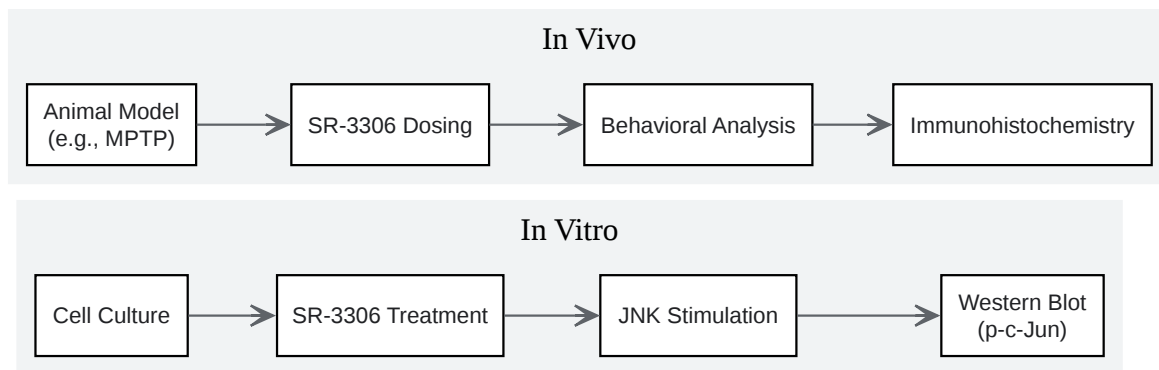 In Vivo
Animal Model
(e.g., MPTP)
SR-3306 Dosing
Behavioral Analysis
Immunohistochemistry
In Vitro
Cell Culture
SR-3306 Treatment
JNK Stimulation
Western Blot
(p-c-Jun)